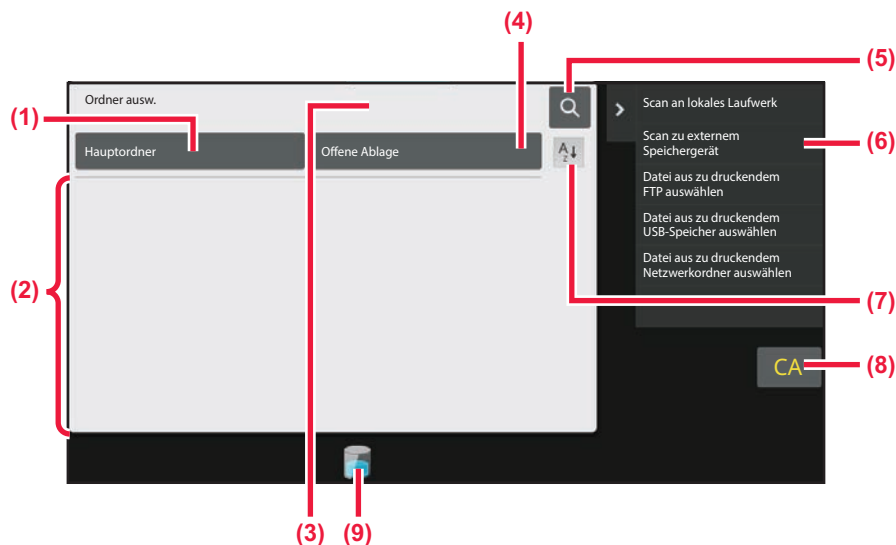 (4)
(5)
Ordner ausw.
Scan an lokales Laufwerk
(1)
Hauptordner
Offene Ablage
A
Z
Scan zu externem
Speichergerät
(6)
Datei aus zu druckendem
FTP auswählen
Datei aus zu druckendem
USB-Speicher auswählen
Datei aus zu druckendem
Netzwerkordner auswählen
(2)
(7)
CA
(8)
(3)
(9)